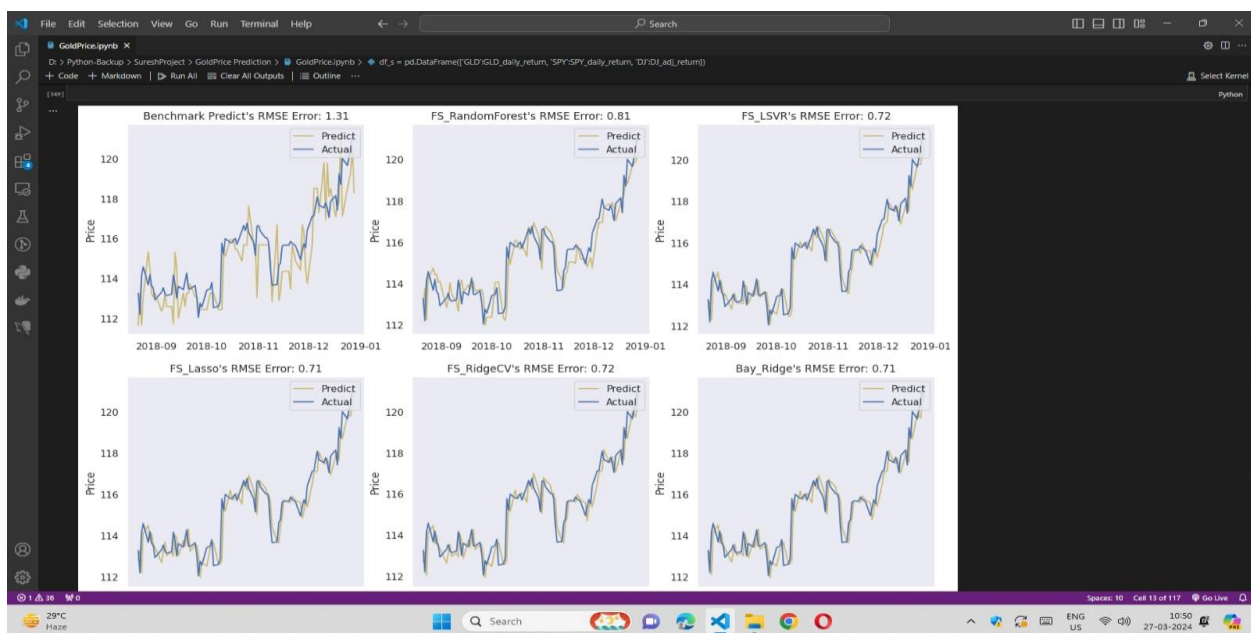 File Edit Selection View Go Run Terminal Help
Search
GoldPrice.ipynb
D: > Python-Backup > SureshProject > GoldPrice Prediction > GoldPrice.ipynb > df_s = pd.DataFrame({'GLD':GLD_daily_return, 'SPY':SPY_daily_return, 'DJ':DJ_adj_return})
+ Code + Markdown | Run All Clear All Outputs | Outline ...
Select Kernel
[349]
Python
...
Benchmark Predict's RMSE Error: 1.31
Predict
Actual
Price
120
118
116
114
112
2018-09 2018-10 2018-11 2018-12 2019-01
FS_RandomForest's RMSE Error: 0.81
Predict
Actual
Price
120
118
116
114
112
2018-09 2018-10 2018-11 2018-12 2019-01
FS_LSVR's RMSE Error: 0.72
Predict
Actual
Price
120
118
116
114
112
2018-09 2018-10 2018-11 2018-12 2019-01
FS_Lasso's RMSE Error: 0.71
Predict
Actual
Price
120
118
116
114
112
FS_RidgeCV's RMSE Error: 0.72
Predict
Actual
Price
120
118
116
114
112
Bay_Ridge's RMSE Error: 0.71
Predict
Actual
Price
120
118
116
114
112
1 36 0
Spaces: 10 Cell 13 of 117 Go Live
29°C
Haze
Search
ENG
US
10:50
27-03-2024